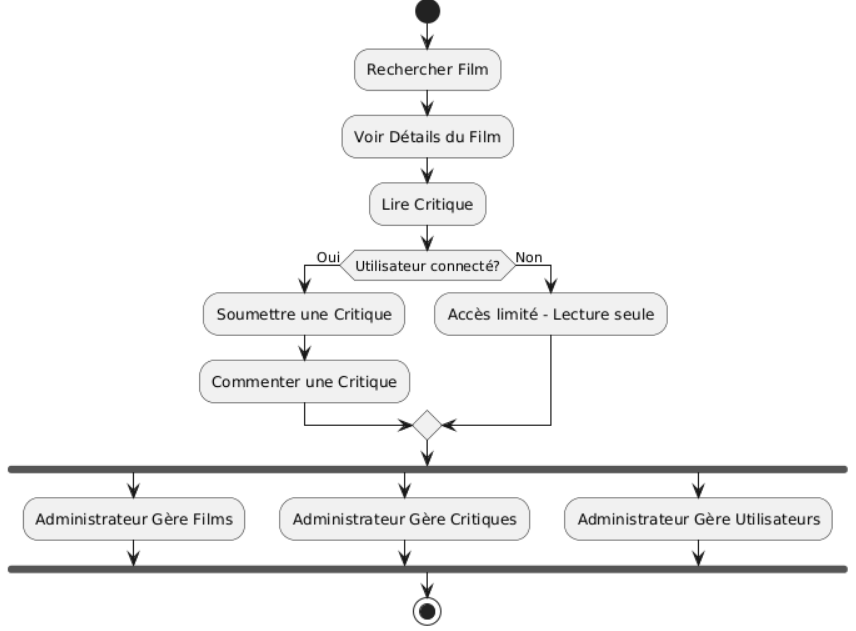 Rechercher Film
Voir Détails du Film
Lire Critique
Utilisateur connecté?
Oui
Non
Soumettre une Critique
Accès limité - Lecture seule
Commenter une Critique
Administrateur Gère Films
Administrateur Gère Critiques
Administrateur Gère Utilisateurs